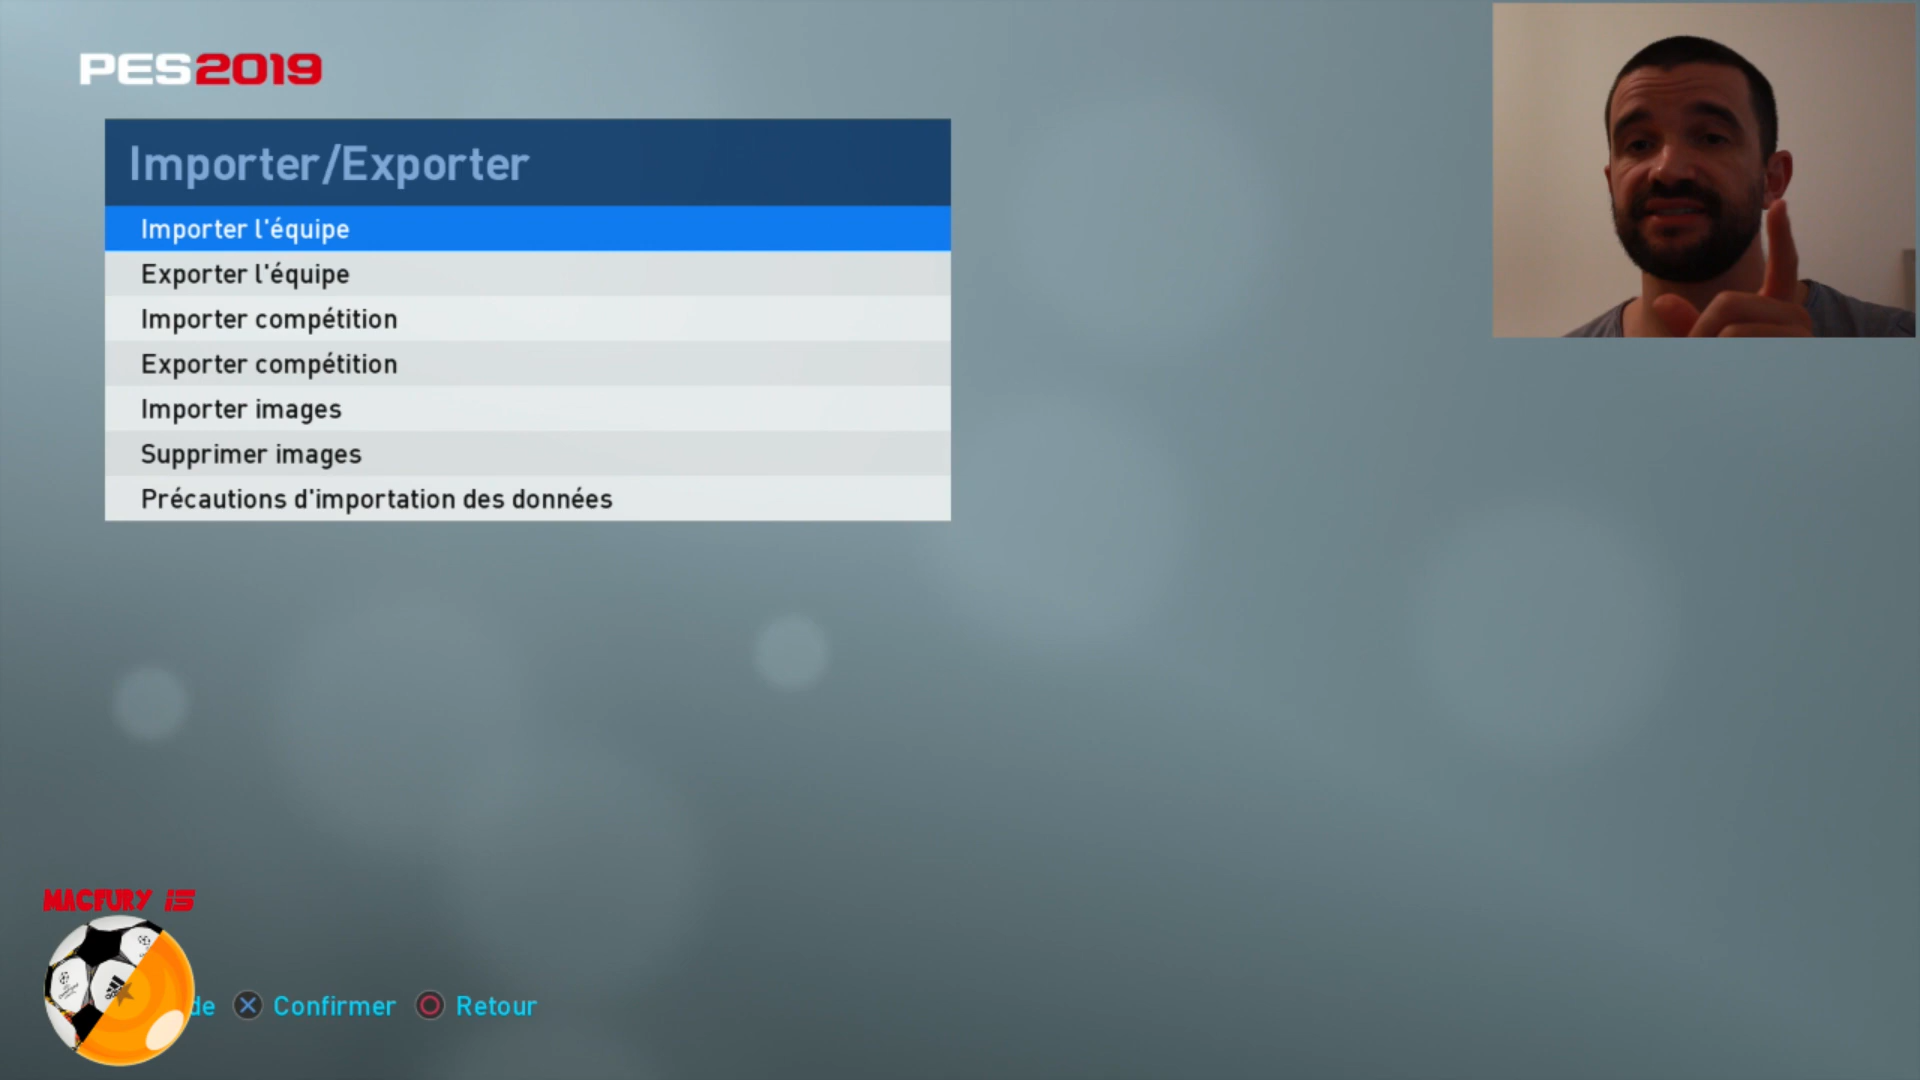 PES2019
Importer/Exporter
Importer l'équipe
Exporter l'équipe
Importer compétition
Exporter compétition
Importer images
Supprimer images
Précautions d'importation des données
MACFURY 15
de Confirmer Retour